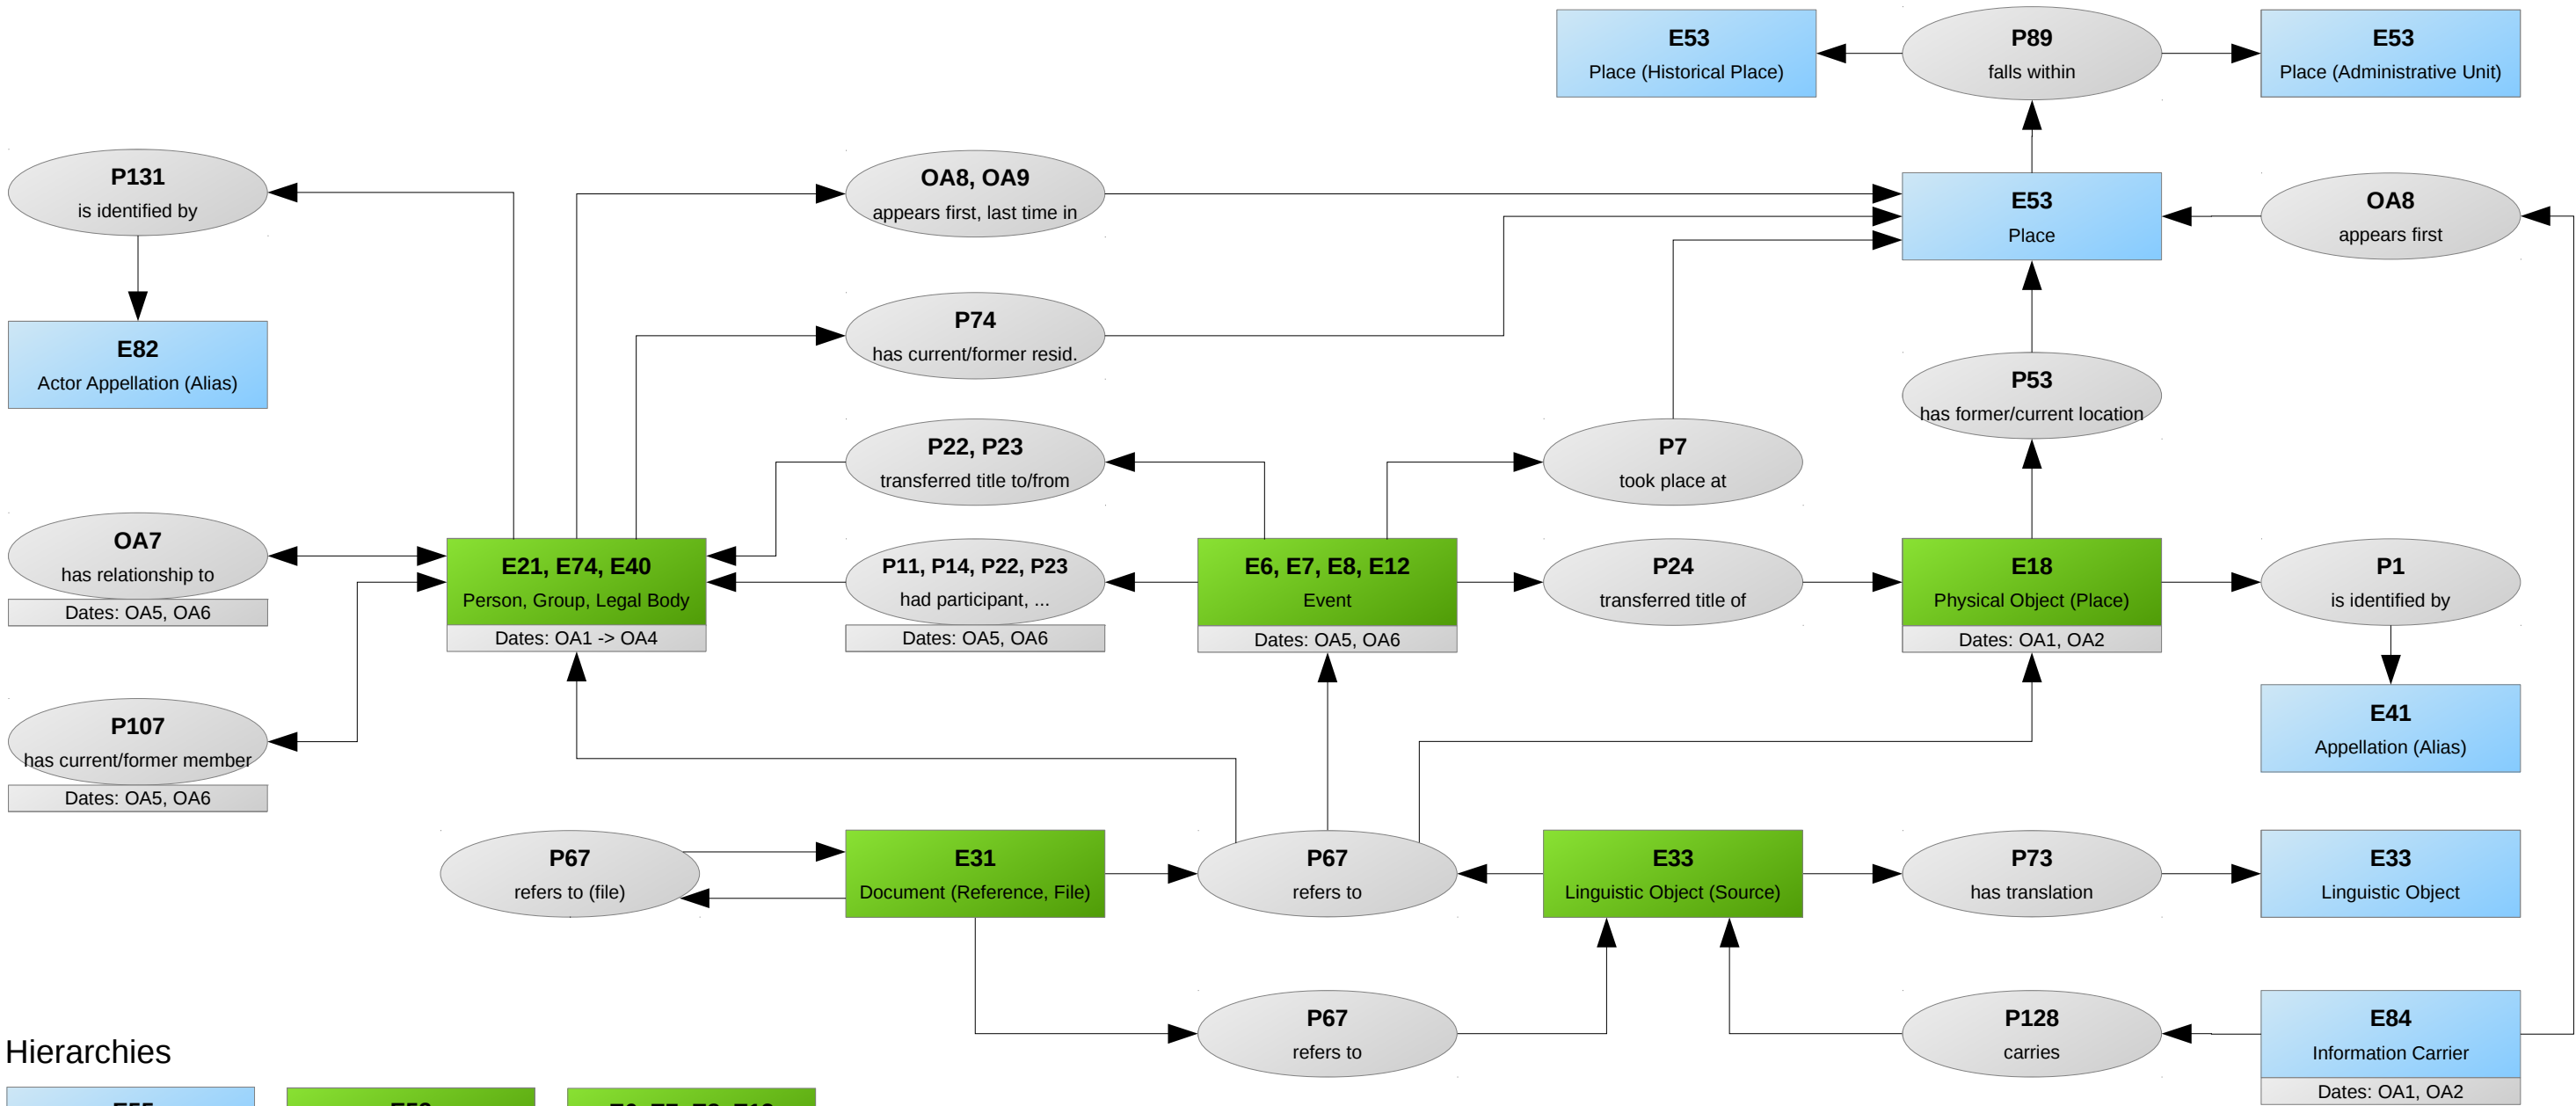 E53
Place (Historical Place)
P89
falls within
E53
Place (Administrative Unit)
P131
is identified by
OA8, OA9
appears first, last time in
E53
Place
OA8
appears first
E82
Actor Appellation (Alias)
P74
has current/former resid.
P53
has former/current location
P22, P23
transferred title to/from
P7
took place at
OA7
has relationship to
Dates: OA5, OA6
E21, E74, E40
Person, Group, Legal Body
Dates: OA1 -> OA4
P11, P14, P22, P23
had participant, ...
Dates: OA5, OA6
E6, E7, E8, E12
Event
Dates: OA5, OA6
P24
transferred title of
E18
Physical Object (Place)
Dates: OA1, OA2
P1
is identified by
P107
has current/former member
Dates: OA5, OA6
E41
Appellation (Alias)
P67
refers to (file)
E31
Document (Reference, File)
P67
refers to
E33
Linguistic Object (Source)
P73
has translation
E33
Linguistic Object
P67
refers to
P128
carries
E84
Information Carrier
Dates: OA1, OA2
Hierarchies